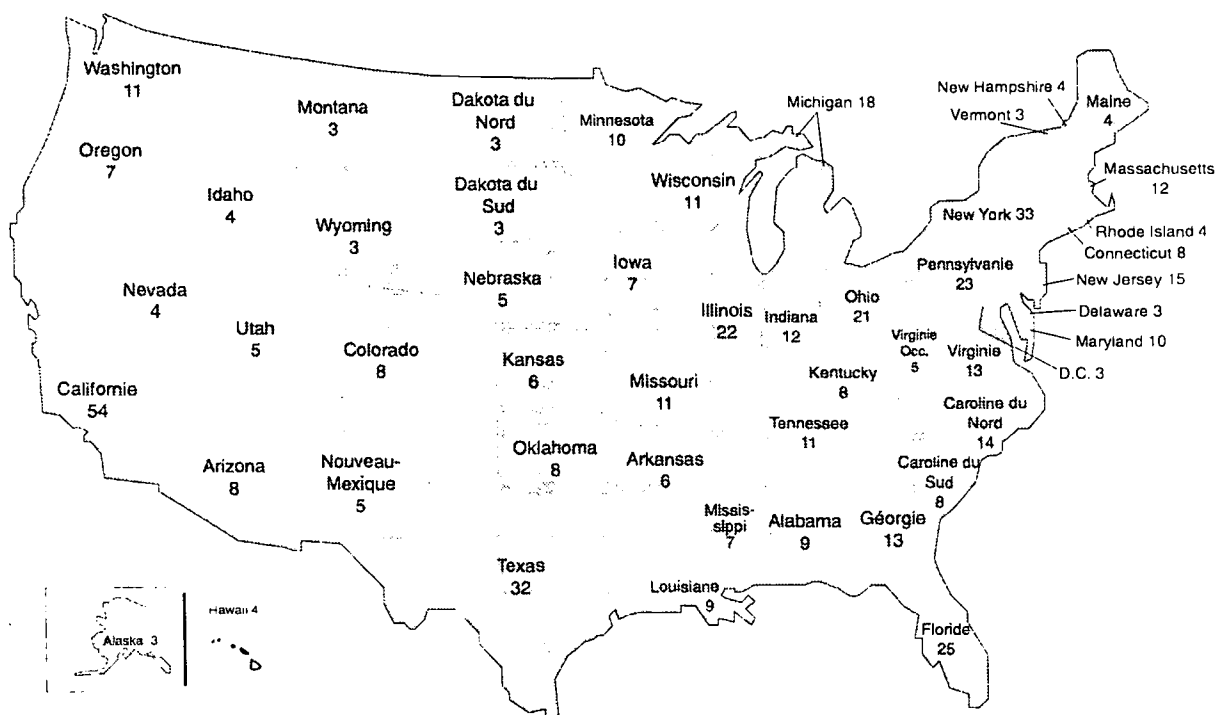 Washington
11
Montana
3
Dakota du
Nord
3
Minnesota
10
Michigan 18
New Hampshire 4
Vermont 3
Maine
4
Oregon
7
Idaho
4
Wyoming
3
Dakota du
Sud
3
Wisconsin
11
Massachusetts
12
New York 33
Rhode Island 4
Connecticut 8
Nevada
4
Utah
5
Nebraska
5
Iowa
7
Illinois
22
Indiana
12
Ohio
21
Pennsylvanie
23
New Jersey 15
Delaware 3
Maryland 10
D.C. 3
Californie
54
Colorado
8
Kansas
6
Missouri
11
Kentucky
8
Virginie
Occ.
5
Virginie
13
Caroline du
Nord
14
Tennessee
11
Arizona
8
Nouveau-
Mexique
5
Oklahoma
8
Arkansas
6
Caroline du
Sud
8
Missis-
sippi
7
Alabama
9
Géorgie
13
Texas
32
Louisiane
9
Floride
25
Alaska 3
Hawaii 4